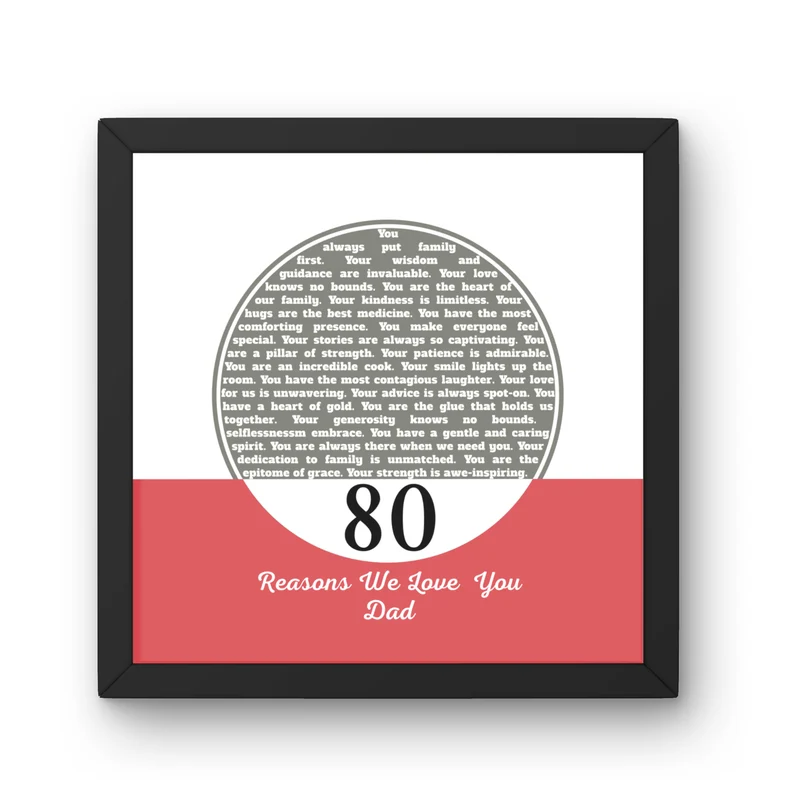 You
always put family
first. Your wisdom and
guidance are invaluable. Your love
knows no bounds. You are the heart of
our family. Your kindness is limitless. Your
hugs are the best medicine. You have the most
comforting presence. You make everyone feel
special. Your stories are always so captivating. You
are a pillar of strength. Your patience is admirable.
You are an incredible cook. Your smile lights up the
room. You have the most contagious laughter. Your love
for us is unwavering. Your advice is always spot-on. You
have a heart of gold. You are the glue that holds us
together. Your generosity knows no bounds.
selflessnessm embrace. You have a gentle and caring
spirit. You are always there when we need you. Your
dedication to family is unmatched. You are the
epitome of grace. Your strength is awe-inspiring.
80
Reasons We Love You
Dad